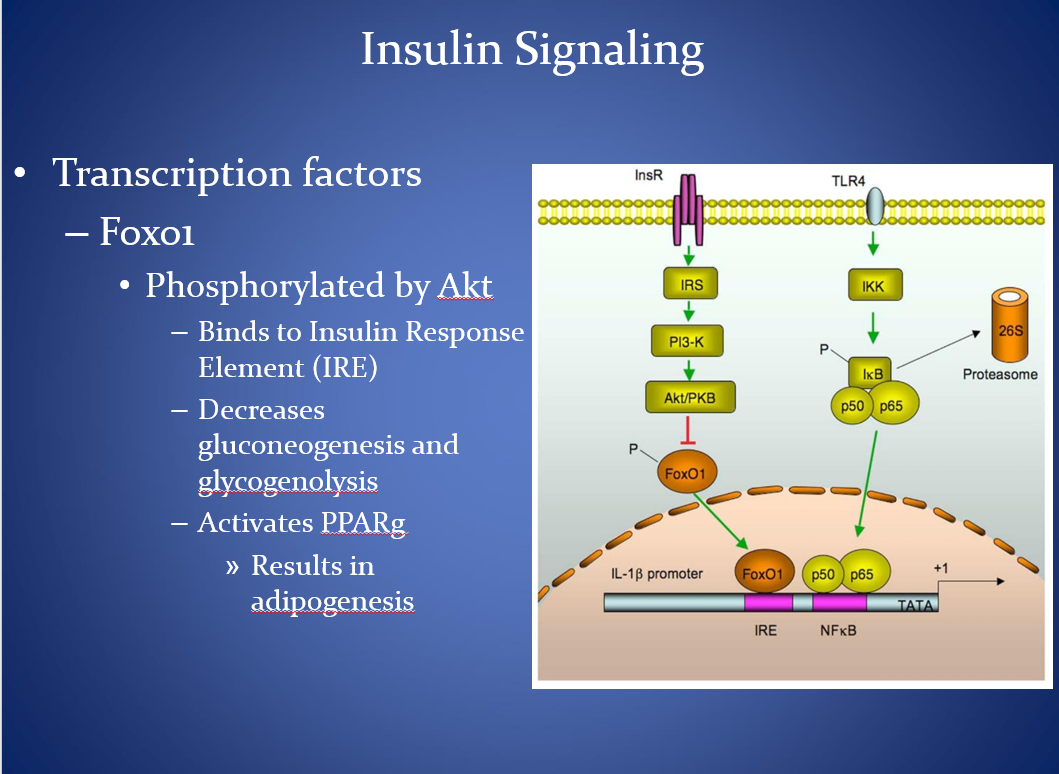 Insulin Signaling
• Transcription factors
– Foxo1
• Phosphorylated by Akt
– Binds to Insulin Response
Element (IRE)
– Decreases
gluconeogenesis and
glycogenolysis
– Activates PPARg
» Results in
adipogenesis
InsR
TLR4
IRS
IKK
PI3-K
26S
P
IκB
Proteasome
Akt/PKB
p50
p65
P
FoxO1
IL-1β promoter
FoxO1
p50
p65
+1
TATA
IRE
NFκB